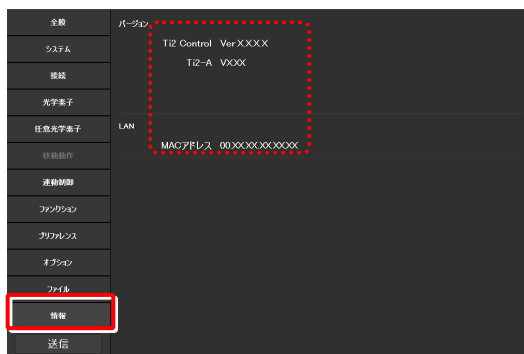 全般
システム
接続
光学素子
任意光学素子
移動動作
連動制御
ファンクション
プリファレンス
オプション
ファイル
情報
送信
バージョン
Ti2 Control Ver X.X.X.X
Ti2-A VX.XX
LAN
MACアドレス 00.XX.XX.XX.XX.XX